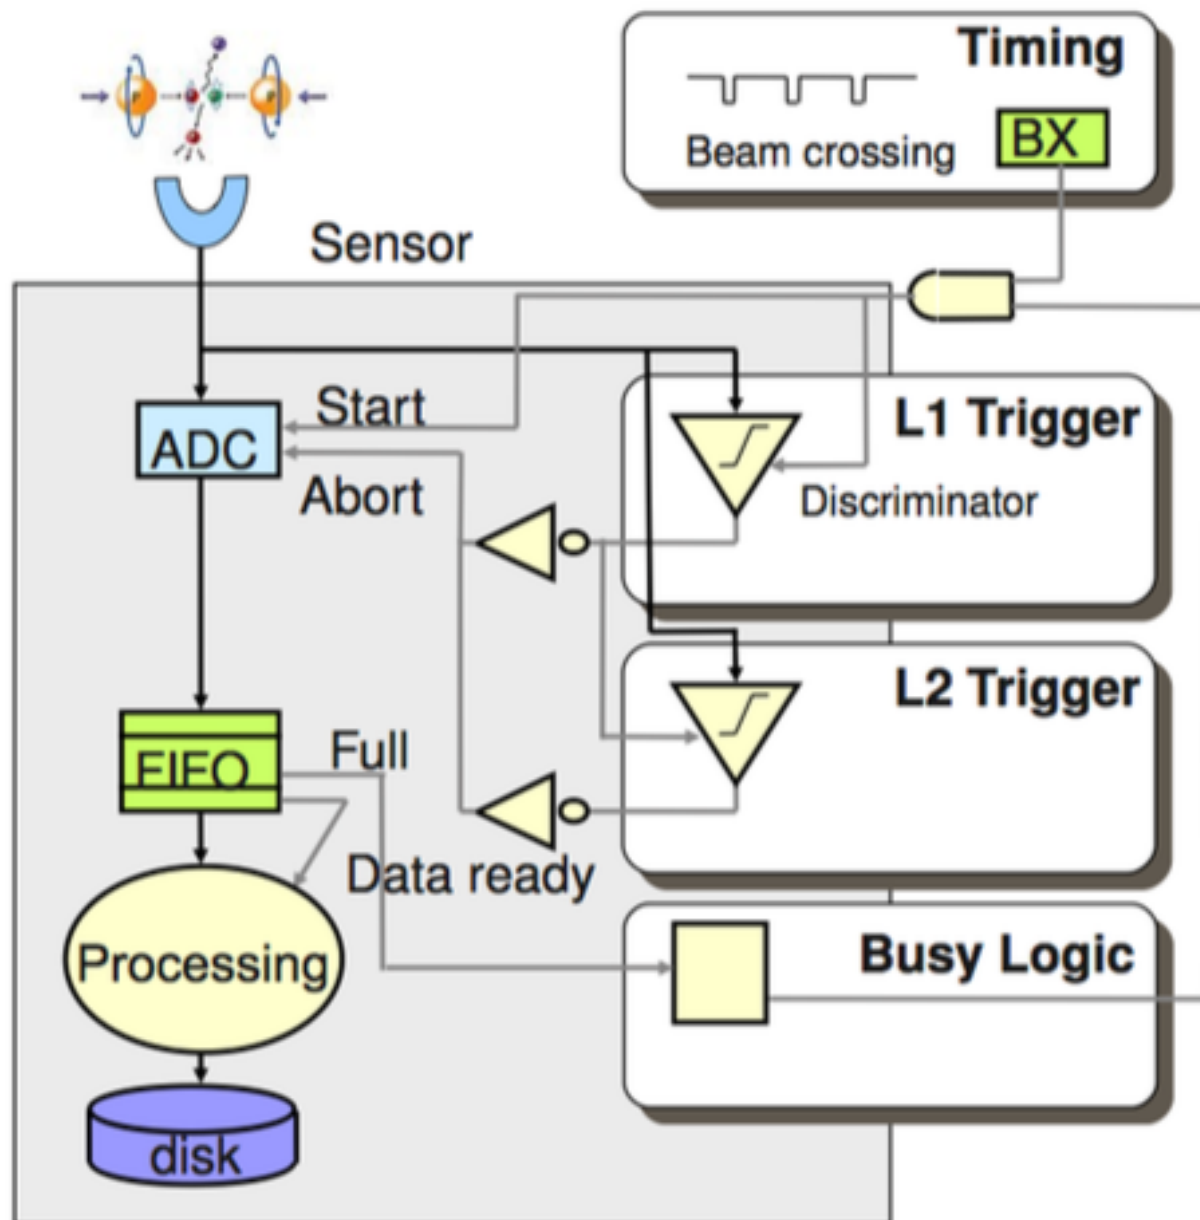 Timing
Beam crossing
BX
Sensor
Start
L1 Trigger
ADC
Abort
Discriminator
L2 Trigger
Full
FIFO
Data ready
Processing
Busy Logic
disk